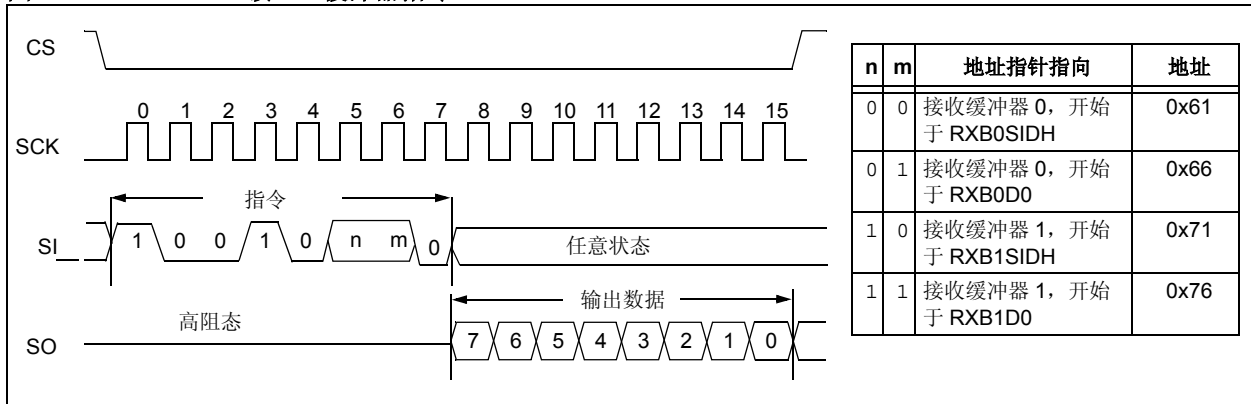 CS
SCK
0 1 2 3 4 5 6 7 8 9 10 11 12 13 14 15
指令
SI
1 0 0 1 0 n m 0
任意状态
输出数据
高阻态
SO
7 6 5 4 3 2 1 0
n m 地址指针指向 地址
0 0 接收缓冲器 0，开始 0x61
于 RXB0SIDH
0 1 接收缓冲器 0，开始 0x66
于 RXB0D0
1 0 接收缓冲器 1，开始 0x71
于 RXB1SIDH
1 1 接收缓冲器 1，开始 0x76
于 RXB1D0